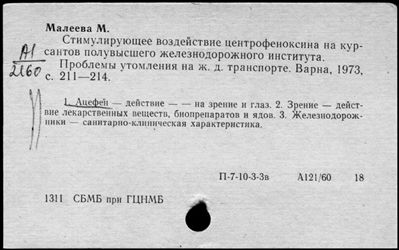 Малеева М.
Стимулирующее воздействие центрофеноксина на кур-
сантов полувысшего железнодорожного института.
А1
2160
Проблемы утомления на ж. д. транспорте. Варна, 1973,
с. 211—214.
1. Ацефен — действие — — на зрение и глаз. 2. Зрение — дейст-
вие лекарственных веществ, биопрепаратов и ядов. 3. Железнодорож-
ники — санитарно-клиническая характеристика.
П-7-10-3-3в А121/60 18
1311 СБМБ при ГЦНМБ